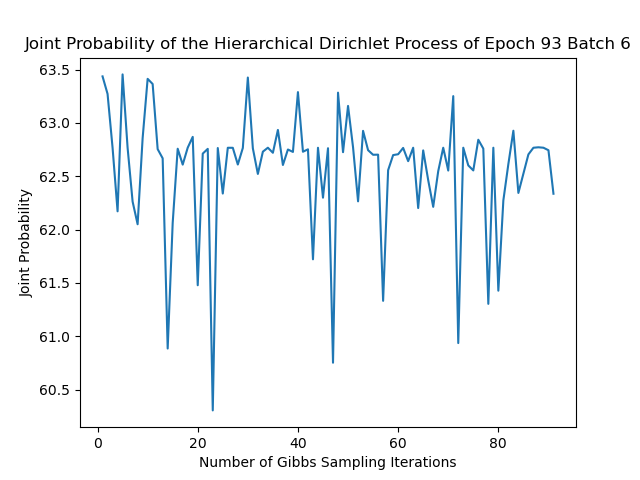 Joint Probability of the Hierarchical Dirichlet Process of Epoch 93 Batch 6
63.5
63.0
62.5
62.0
61.5
61.0
60.5
Joint Probability
0 20 40 60 80
Number of Gibbs Sampling Iterations